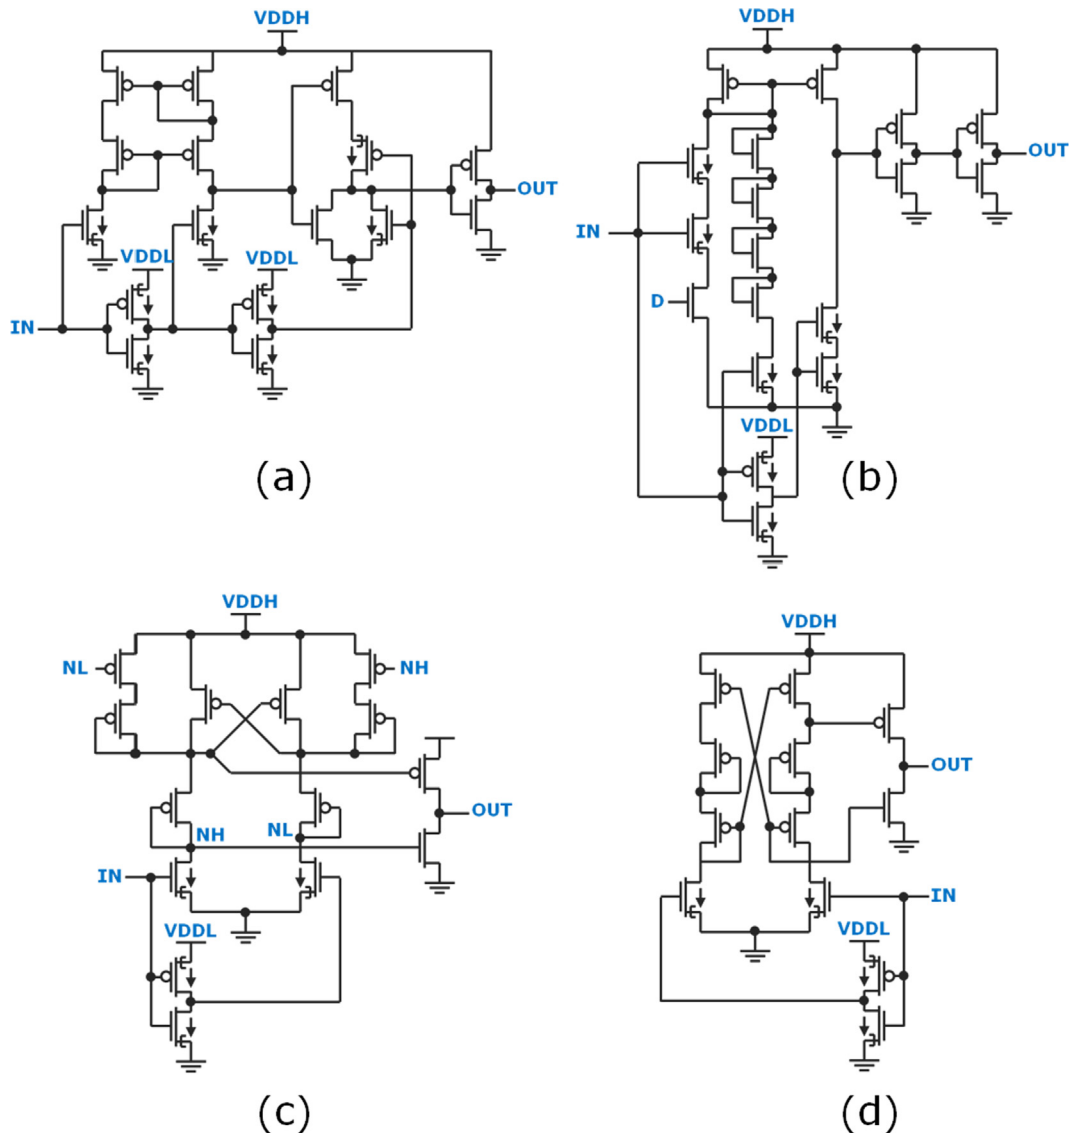 VDDH
OUT
VDDL
VDDL
IN
(a)
VDDH
OUT
IN
D
VDDL
(b)
VDDH
NL
NH
OUT
NH
NL
IN
VDDL
(c)
VDDH
OUT
IN
VDDL
(d)